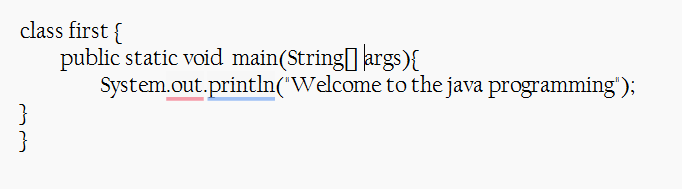 class first {
public static void main(String[] args){
System.out.println("Welcome to the java programming");
}
}